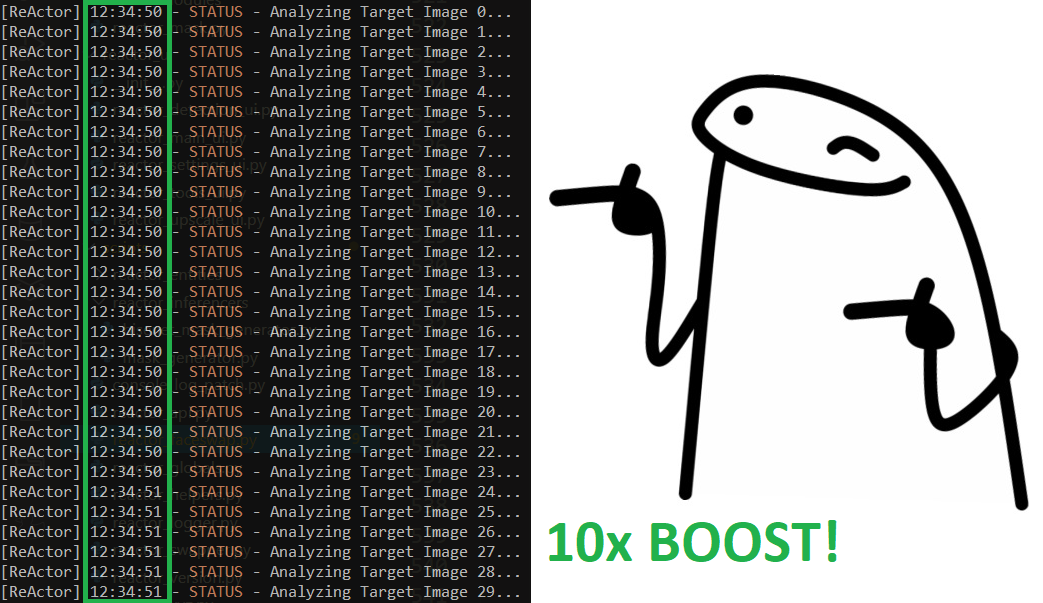 [ReActor] 12:34:50 - STATUS - Analyzing Target Image 0...
[ReActor] 12:34:50 - STATUS - Analyzing Target Image 1...
[ReActor] 12:34:50 - STATUS - Analyzing Target Image 2...
[ReActor] 12:34:50 - STATUS - Analyzing Target Image 3...
[ReActor] 12:34:50 - STATUS - Analyzing Target Image 4...
[ReActor] 12:34:50 - STATUS - Analyzing Target Image 5...
[ReActor] 12:34:50 - STATUS - Analyzing Target Image 6...
[ReActor] 12:34:50 - STATUS - Analyzing Target Image 7...
[ReActor] 12:34:50 - STATUS - Analyzing Target Image 8...
[ReActor] 12:34:50 - STATUS - Analyzing Target Image 9...
[ReActor] 12:34:50 - STATUS - Analyzing Target Image 10...
[ReActor] 12:34:50 - STATUS - Analyzing Target Image 11...
[ReActor] 12:34:50 - STATUS - Analyzing Target Image 12...
[ReActor] 12:34:50 - STATUS - Analyzing Target Image 13...
[ReActor] 12:34:50 - STATUS - Analyzing Target Image 14...
[ReActor] 12:34:50 - STATUS - Analyzing Target Image 15...
[ReActor] 12:34:50 - STATUS - Analyzing Target Image 16...
[ReActor] 12:34:50 - STATUS - Analyzing Target Image 17...
[ReActor] 12:34:50 - STATUS - Analyzing Target Image 18...
[ReActor] 12:34:50 - STATUS - Analyzing Target Image 19...
[ReActor] 12:34:50 - STATUS - Analyzing Target Image 20...
[ReActor] 12:34:50 - STATUS - Analyzing Target Image 21...
[ReActor] 12:34:50 - STATUS - Analyzing Target Image 22...
[ReActor] 12:34:50 - STATUS - Analyzing Target Image 23...
[ReActor] 12:34:51 - STATUS - Analyzing Target Image 24...
[ReActor] 12:34:51 - STATUS - Analyzing Target Image 25...
[ReActor] 12:34:51 - STATUS - Analyzing Target Image 26...
[ReActor] 12:34:51 - STATUS - Analyzing Target Image 27...
[ReActor] 12:34:51 - STATUS - Analyzing Target Image 28...
[ReActor] 12:34:51 - STATUS - Analyzing Target Image 29...
10x BOOST!